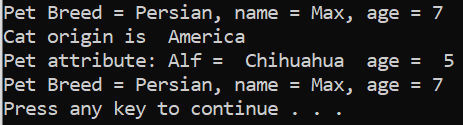 Pet Breed = Persian, name = Max, age = 7
Cat origin is  America
Pet attribute: Alf =  Chihuahua  age =  5
Pet Breed = Persian, name = Max, age = 7
Press any key to continue . . .